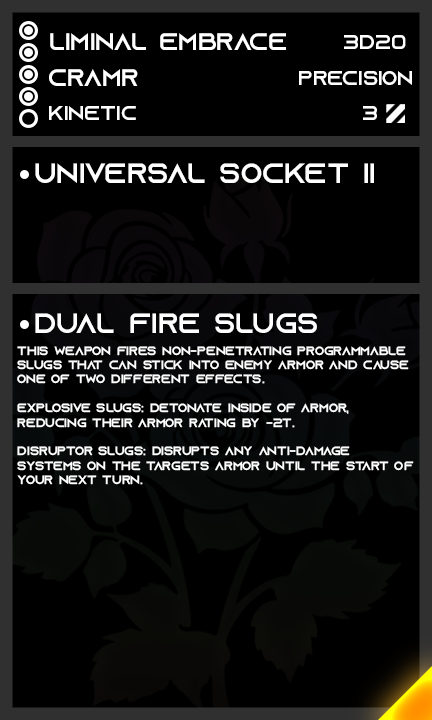 LIMINAL EMBRACE 3D20
CRAMR PRECISION
KINETIC 3
•UNIVERSAL SOCKET II
•DUAL FIRE SLUGS
THIS WEAPON FIRES NON-PENETRATING PROGRAMMABLE
SLUGS THAT CAN STICK INTO ENEMY ARMOR AND CAUSE
ONE OF TWO DIFFERENT EFFECTS.
EXPLOSIVE SLUGS: DETONATE INSIDE OF ARMOR,
REDUCING THEIR ARMOR RATING BY -2T.
DISRUPTOR SLUGS: DISRUPTS ANY ANTI-DAMAGE
SYSTEMS ON THE TARGETS ARMOR UNTIL THE START OF
YOUR NEXT TURN.